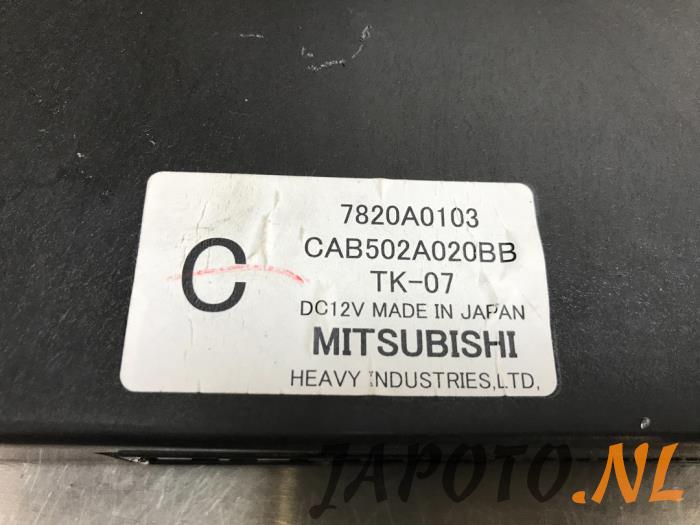 7820A0103
CAB502A020BB
C
TK-07
DC12V MADE IN JAPAN
MITSUBISHI
HEAVY INDUSTRIES,LTD,
JAPOTO.NL